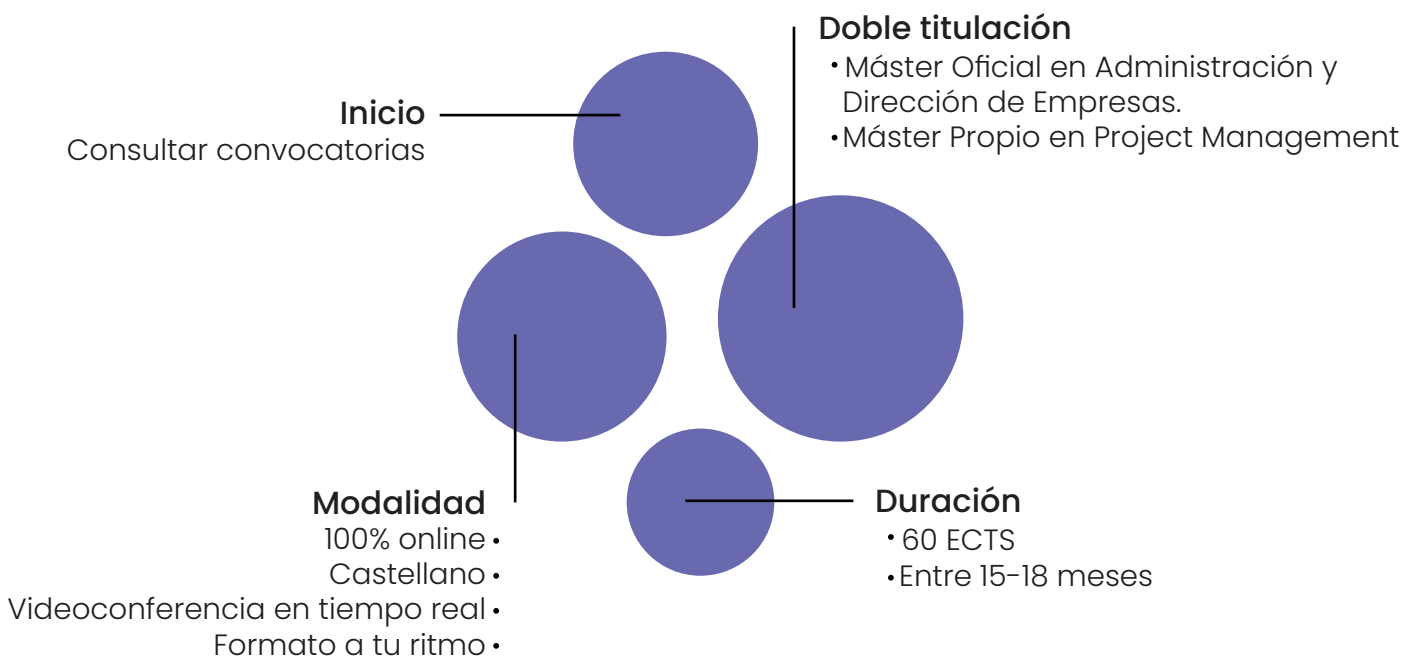 Inicio
Consultar convocatorias
Doble titulación
• Máster Oficial en Administración y
Dirección de Empresas.
• Máster Propio en Project Management
Modalidad
100% online •
Castellano •
Videoconferencia en tiempo real •
Formato a tu ritmo •
Duración
• 60 ECTS
• Entre 15-18 meses